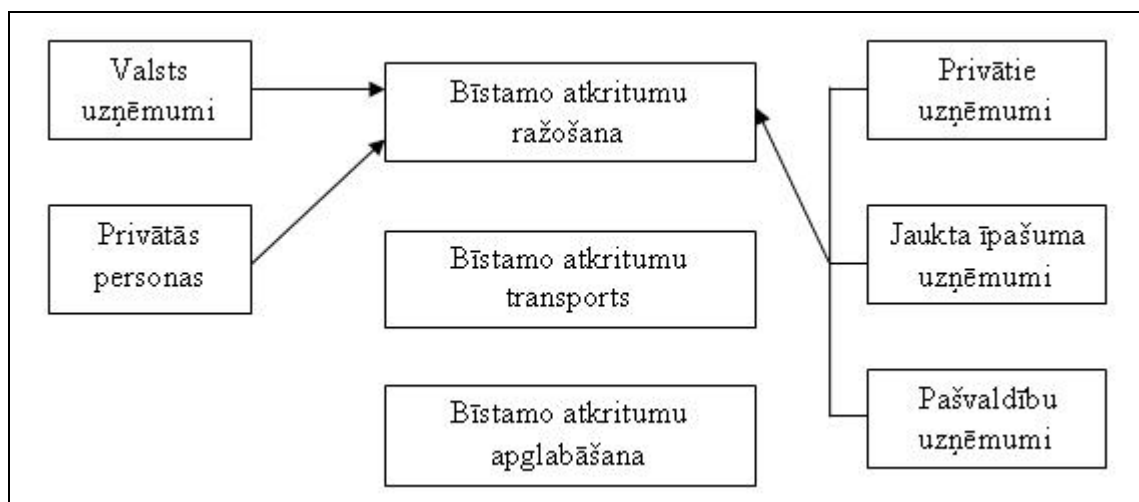 Valsts
uzņēmumi
Privātās
personas
Bīstamo atkritumu
ražošana
Bīstamo atkritumu
transports
Bīstamo atkritumu
apglabāšana
Privātie
uzņēmumi
Jaukta īpašuma
uzņēmumi
Pašvaldību
uzņēmumi